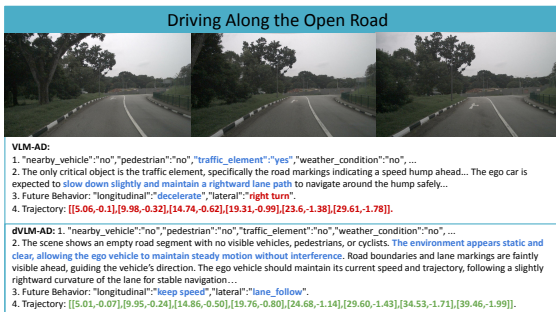 Driving Along the Open Road
VLM-AD:
1. "nearby_vehicle":"no","pedestrian":"no","traffic_element":"yes","weather_condition":"no", ...
2. The only critical object is the traffic element, specifically the road markings indicating a speed hump ahead... The ego car is
expected to slow down slightly and maintain a rightward lane path to navigate around the hump safely...
3. Future Behavior: "longitudinal":"decelerate","lateral":"right turn".
4. Trajectory: [[5.06,-0.1],[9.98,-0.32],[14.74,-0.62],[19.31,-0.99],[23.6,-1.38],[29.61,-1.78]].
dVLM-AD: 1. "nearby_vehicle":"no","pedestrian":"no","traffic_element":"no","weather_condition":"no", ...
2. The scene shows an empty road segment with no visible vehicles, pedestrians, or cyclists. The environment appears static and
clear, allowing the ego vehicle to maintain steady motion without interference. Road boundaries and lane markings are faintly
visible ahead, guiding the vehicle's direction. The ego vehicle should maintain its current speed and trajectory, following a slightly
rightward curvature of the lane for stable navigation...
3. Future Behavior: "longitudinal":"keep speed","lateral":"lane_follow".
4. Trajectory: [[5.01,-0.07],[9.95,-0.24],[14.86,-0.50],[19.76,-0.80],[24.68,-1.14],[29.60,-1.43],[34.53,-1.71],[39.46,-1.99]].